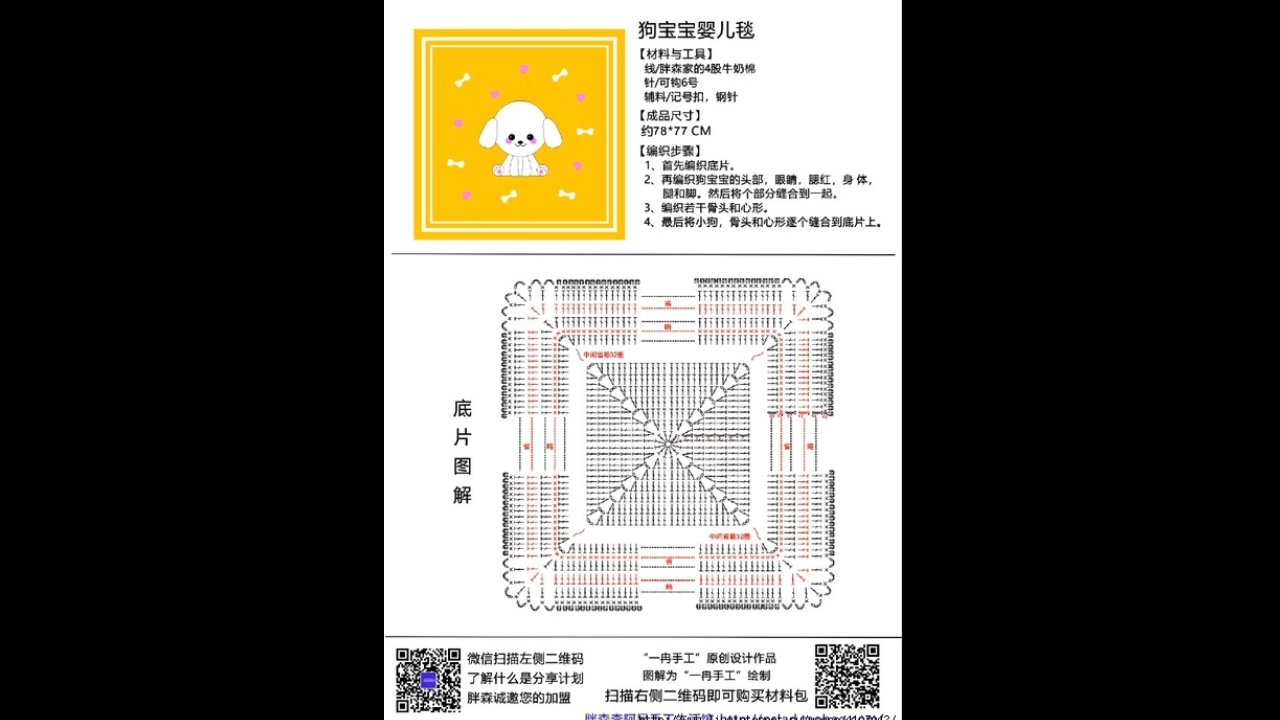 狗宝宝婴儿毯
【材料与工具】
线/胖森家的4股牛奶棉
针/可钩6号
辅料/记号扣，钢针
【成品尺寸】
约78*77 CM
【编织步骤】
1、首先编织底片。
2、再编织狗宝宝的头部，眼睛，腮红，身 体，
腿和脚。然后将个部分缝合到一起。
3、编织若干骨头和心形。
4、最后将小狗，骨头和心形逐个缝合到底片上。
省
略
中间省略32圈
底片图解
省
略
省
略
中间省略32圈
省
略
微信扫描左侧二维码
了解什么是分享计划
胖森诚邀您的加盟
“一冉手工”原创设计作品
图解为“一冉手工”绘制
扫描右侧二维码即可购买材料包